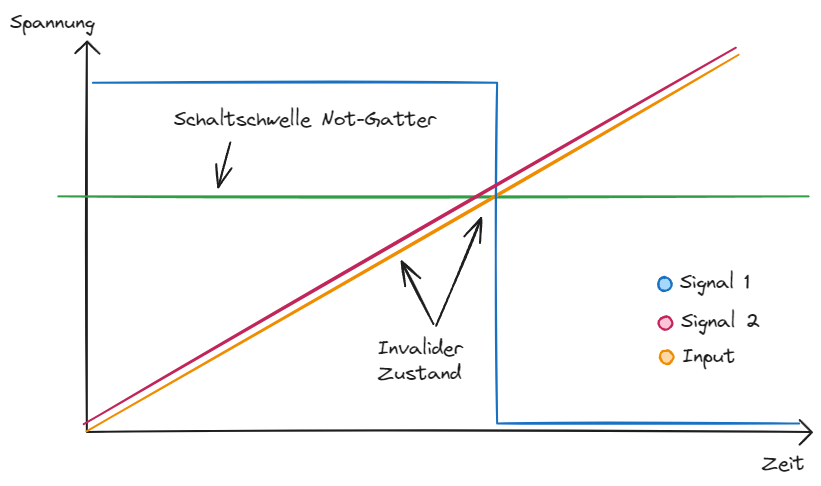 Spannung
Schaltschwelle Not-Gatter
Signal 1
Signal 2
Input
Invalider
Zustand
Zeit